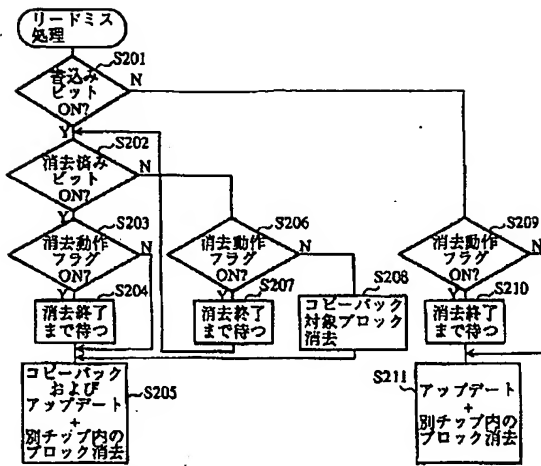 リードミス
処理
S201
書込み
ビット
ON?
N
Y
S202
消去済み
ビット
ON?
N
Y
S203
消去動作
フラグ
ON?
N
Y
S204
消去終了
まで待つ
S205
コピーバック
および
アップデート
+
別チップ内の
ブロック消去
S206
消去動作
フラグ
ON?
N
Y
S207
消去終了
まで待つ
S208
コピーバック
対象ブロック
消去
S209
消去動作
フラグ
ON?
N
Y
S210
消去終了
まで待つ
S211
アップデート
+
別チップ内の
ブロック消去